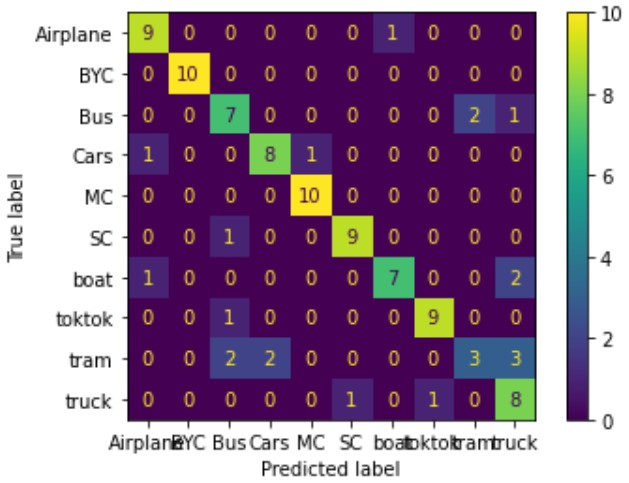 Airplane 9 0 0 0 0 0 1 0 0 0
BYC 0 10 0 0 0 0 0 0 0 0
Bus 0 0 7 0 0 0 0 0 2 1
Cars 1 0 0 8 1 0 0 0 0 0
MC 0 0 0 0 10 0 0 0 0 0
SC 0 0 1 0 0 9 0 0 0 0
boat 1 0 0 0 0 0 7 0 0 2
toktok 0 0 1 0 0 0 0 9 0 0
tram 0 0 2 2 0 0 0 0 3 3
truck 0 0 0 0 0 1 0 1 0 8
Airplane BYC Bus Cars MC SC boat toktok tram truck
Predicted label
True label
10
8
6
4
2
0